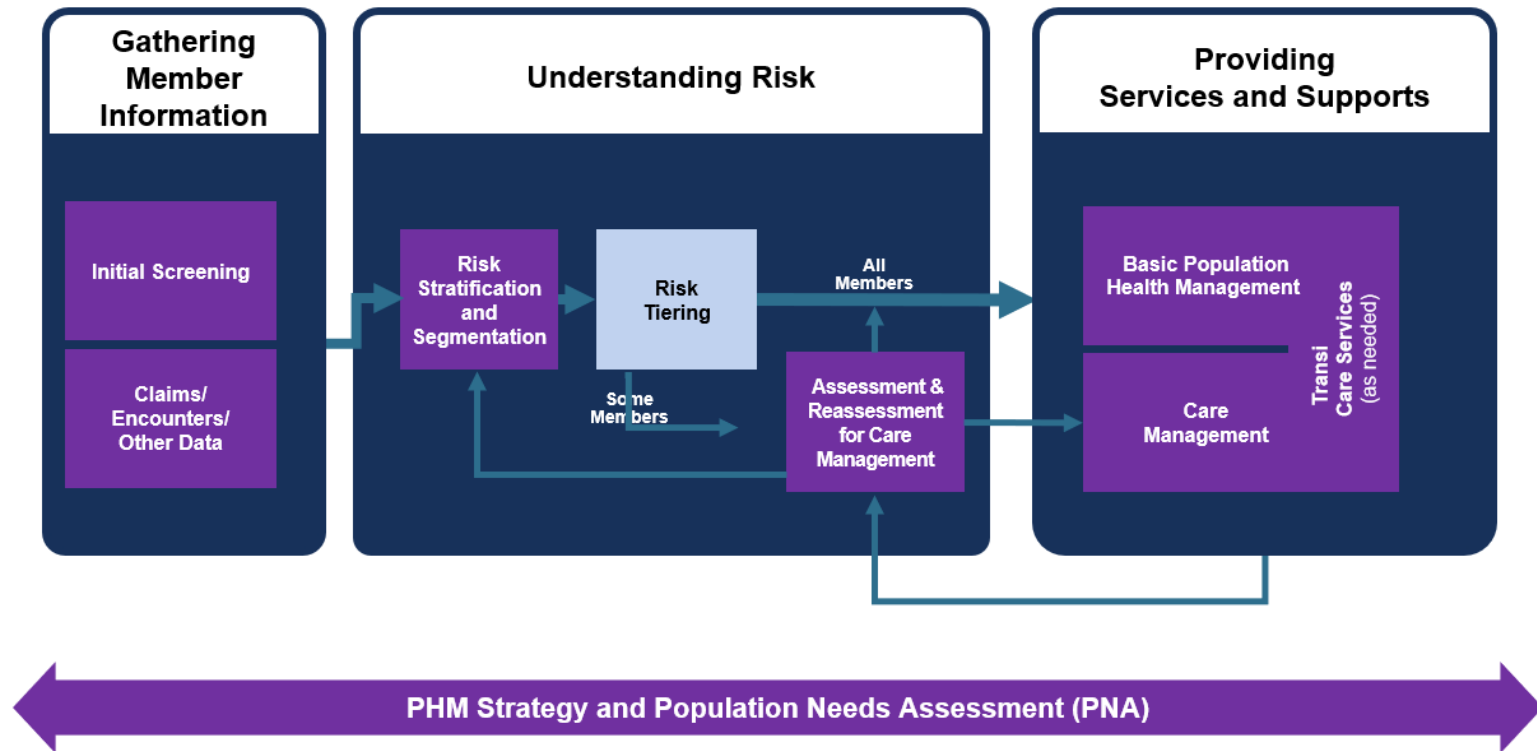 Gathering
Member
Information
Initial Screening
Claims/
Encounters/
Other Data
Understanding Risk
Risk
Stratification
and
Segmentation
Risk
Tiering
All
Members
Some
Members
Assessment &
Reassessment
for Care
Management
Providing
Services and Supports
Basic Population
Health Management
Care
Management
Transi
Care Services
(as needed)
PHM Strategy and Population Needs Assessment (PNA)